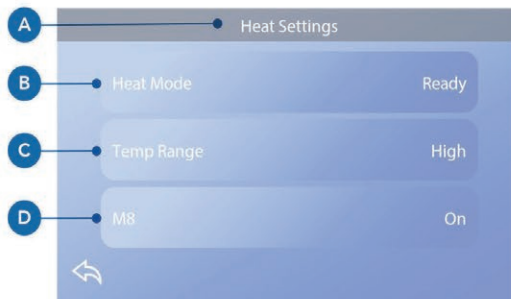 A Heat Settings
B Heat Mode Ready
C Temp Range High
D M8 On